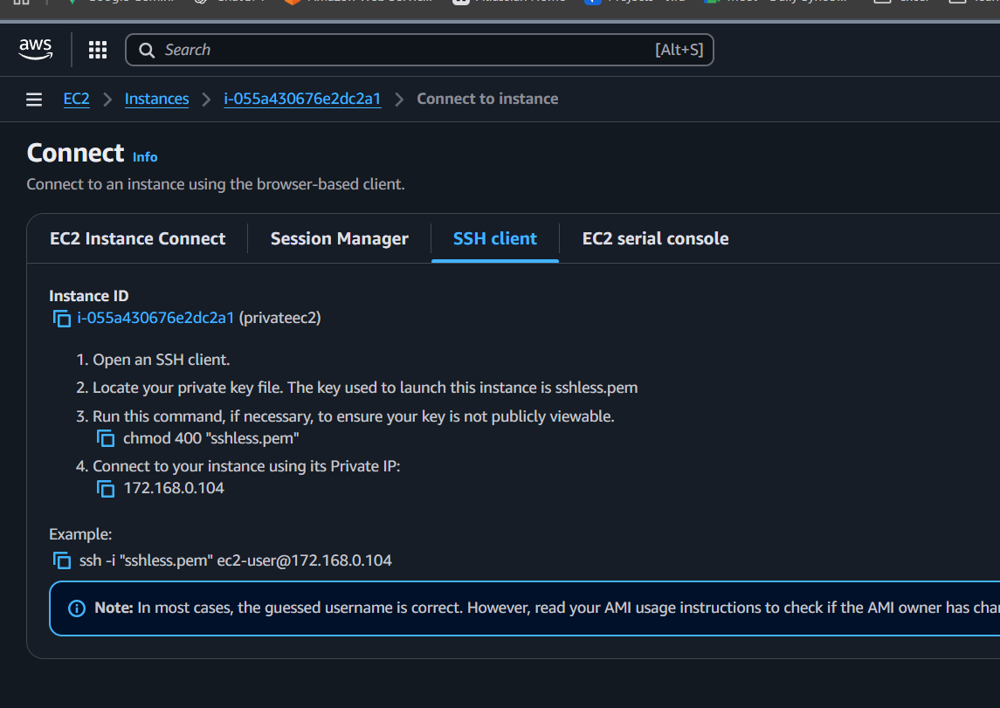 aws
Search [Alt+S]
EC2 > Instances > i-055a430676e2dc2a1 > Connect to instance
Connect Info
Connect to an instance using the browser-based client.
EC2 Instance Connect Session Manager SSH client EC2 serial console
Instance ID
i-055a430676e2dc2a1 (privateec2)
1. Open an SSH client.
2. Locate your private key file. The key used to launch this instance is sshless.pem
3. Run this command, if necessary, to ensure your key is not publicly viewable.
chmod 400 "sshless.pem"
4. Connect to your instance using its Private IP:
172.168.0.104
Example:
ssh -i "sshless.pem" ec2-user@172.168.0.104
Note: In most cases, the guessed username is correct. However, read your AMI usage instructions to check if the AMI owner has